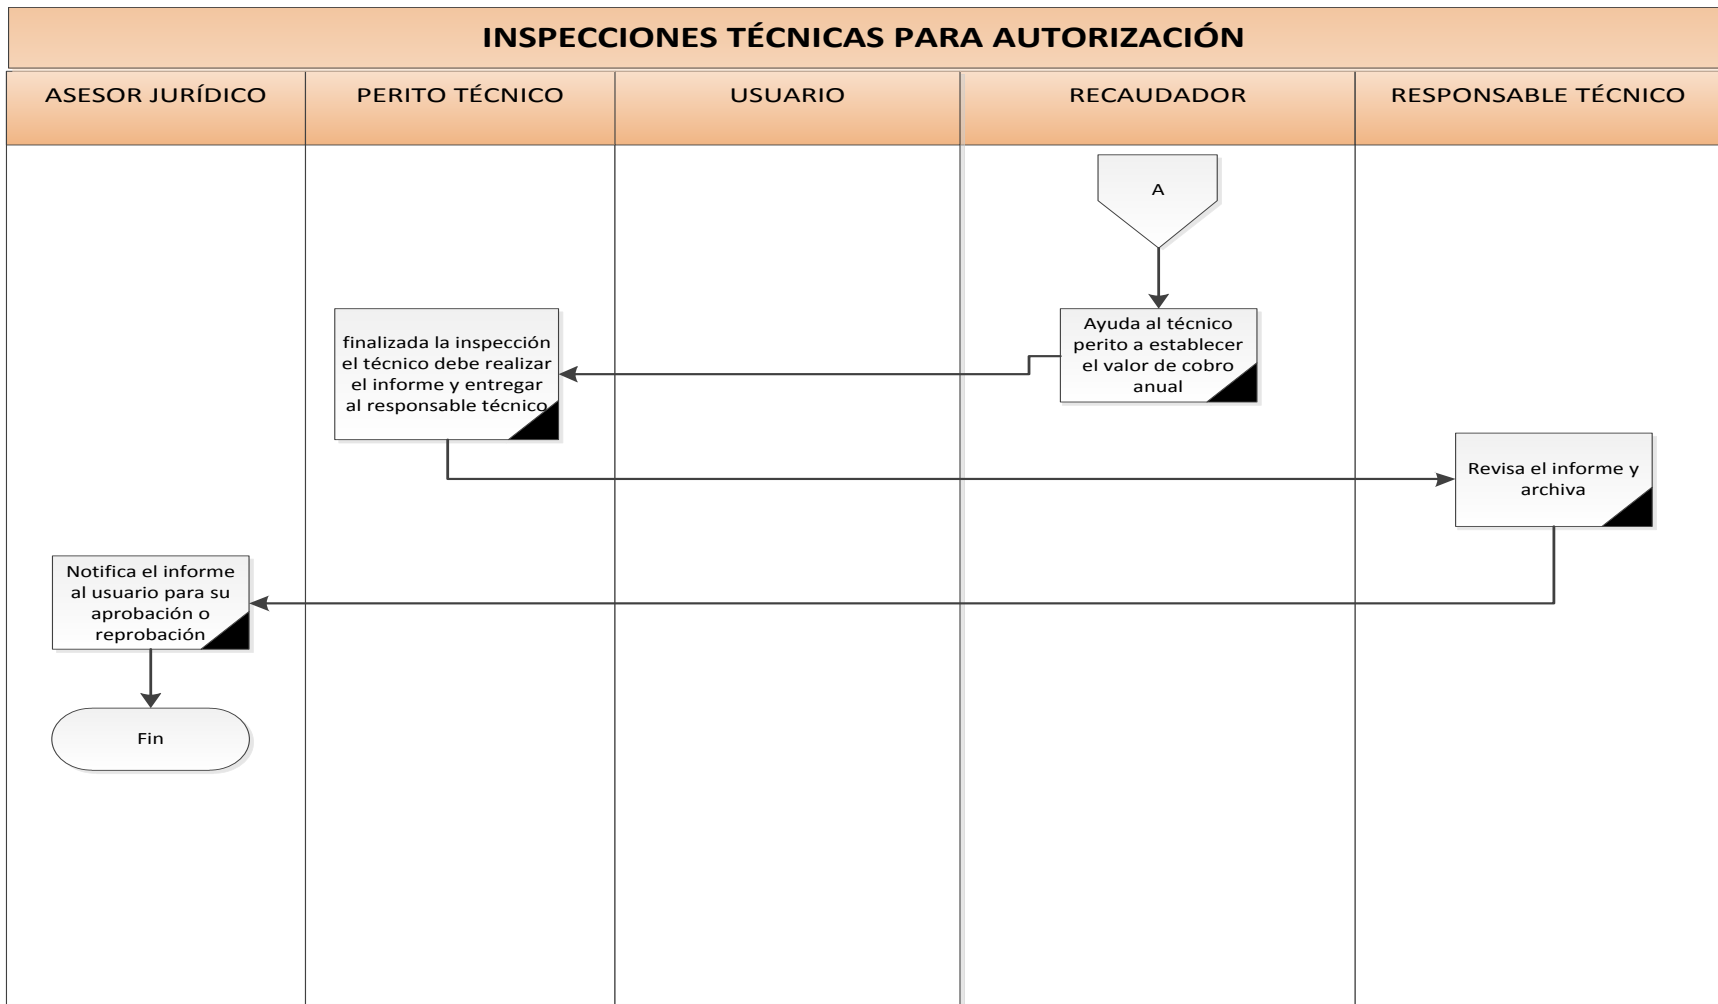 INSPECCIONES TÉCNICAS PARA AUTORIZACIÓN
ASESOR JURÍDICO
PERITO TÉCNICO
USUARIO
RECAUDADOR
RESPONSABLE TÉCNICO
A
Ayuda al técnico
perito a establecer
el valor de cobro
anual
finalizada la inspección
el técnico debe realizar
el informe y entregar
al responsable técnico
Revisa el informe y
archiva
Notifica el informe
al usuario para su
aprobación o
reprobación
Fin